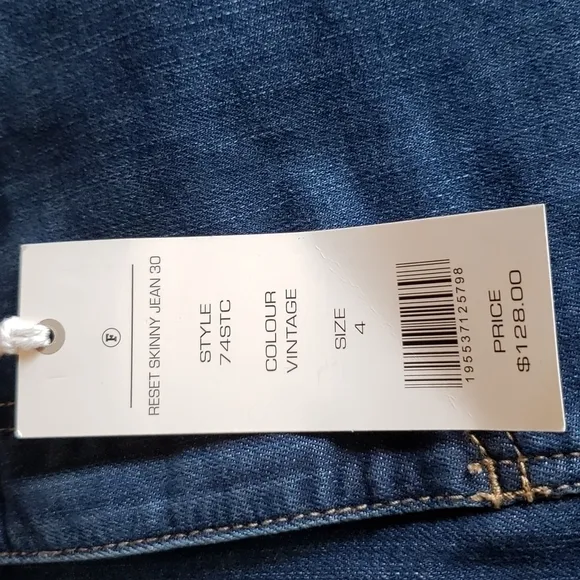 F
RESET SKINNY JEAN 30
STYLE
74STC
COLOUR
VINTAGE
SIZE
4
195537125798
PRICE
$128.00